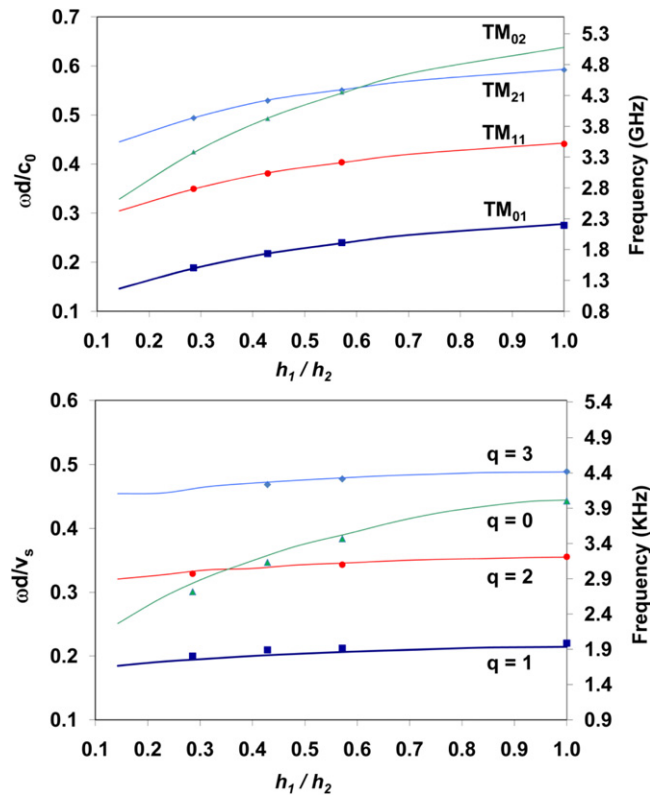 0.7
0.6
0.5
0.4
0.3
0.2
0.1
ωd/c₀
TM₀₂
TM₂₁
TM₁₁
TM₀₁
5.3
4.8
4.3
3.8
3.3
2.8
2.3
1.8
1.3
0.8
Frequency (GHz)
0.1 0.2 0.3 0.4 0.5 0.6 0.7 0.8 0.9 1.0
h₁ / h₂
0.6
0.5
0.4
0.3
0.2
0.1
ωd/vₛ
q = 3
q = 0
q = 2
q = 1
5.4
4.9
4.4
3.9
3.4
2.9
2.4
1.9
1.4
0.9
Frequency (KHz)
0.1 0.2 0.3 0.4 0.5 0.6 0.7 0.8 0.9 1.0
h₁ / h₂